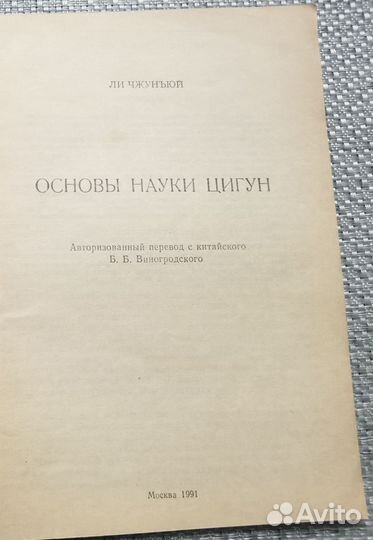 ЛИ ЧЖУНЪЮЙ
ОСНОВЫ НАУКИ ЦИГУН
Авторизованный перевод с китайского
Б. Б. Виногродского
Москва 1991
Avito